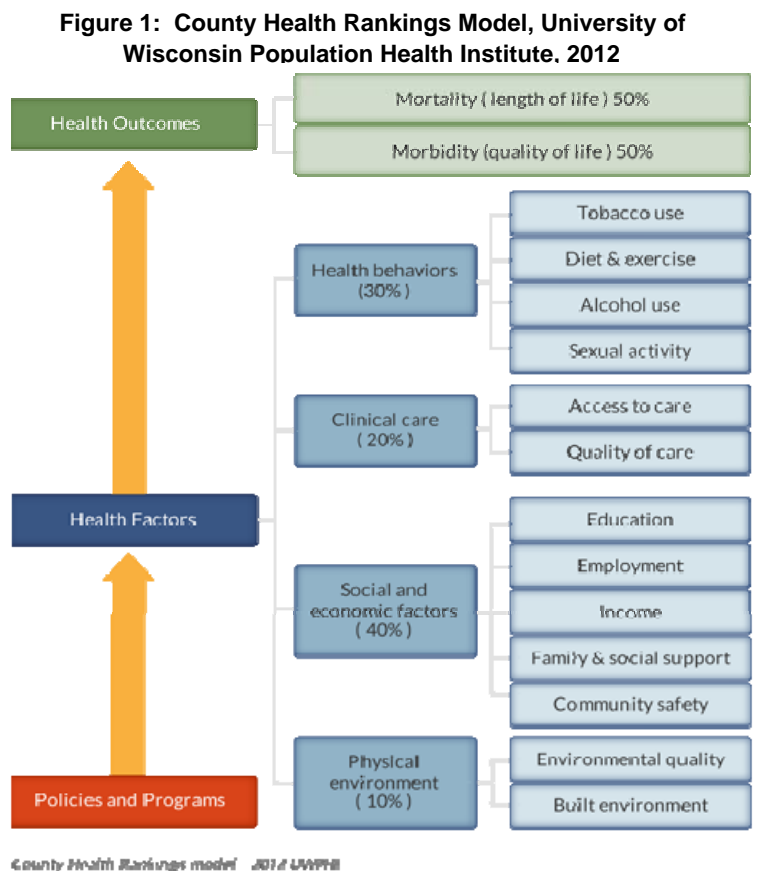 Figure 1: County Health Rankings Model, University of
Wisconsin Population Health Institute, 2012
Health Outcomes
Mortality ( length of life ) 50%
Morbidity (quality of life ) 50%
Health Factors
Health behaviors
(30% )
Tobacco use
Diet & exercise
Alcohol use
Sexual activity
Clinical care
( 20% )
Access to care
Quality of care
Social and
economic factors
( 40% )
Education
Employment
Income
Family & social support
Community safety
Physical
environment
( 10% )
Environmental quality
Built environment
Policies and Programs
County Health Rankings model 2012 UWPHI